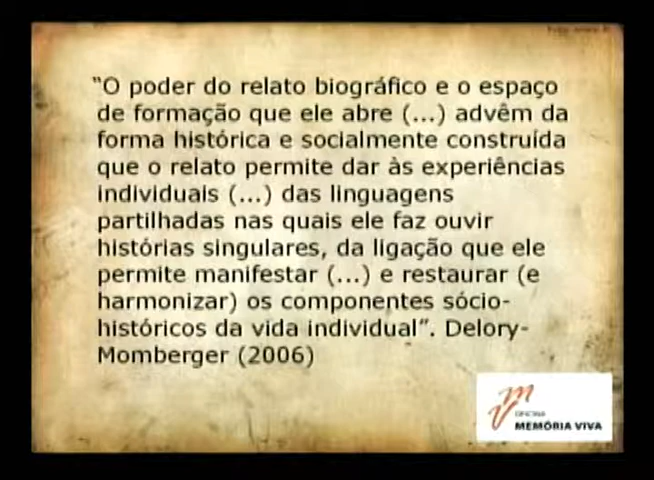 “O poder do relato biográfico e o espaço
de formação que ele abre (...) advêm da
forma histórica e socialmente construída
que o relato permite dar às experiências
individuais (...) das linguagens
partilhadas nas quais ele faz ouvir
histórias singulares, da ligação que ele
permite manifestar (...) e restaurar (e
harmonizar) os componentes sócio-
históricos da vida individual”. Delory-
Momberger (2006)
OFICINA
MEMÓRIA VIVA